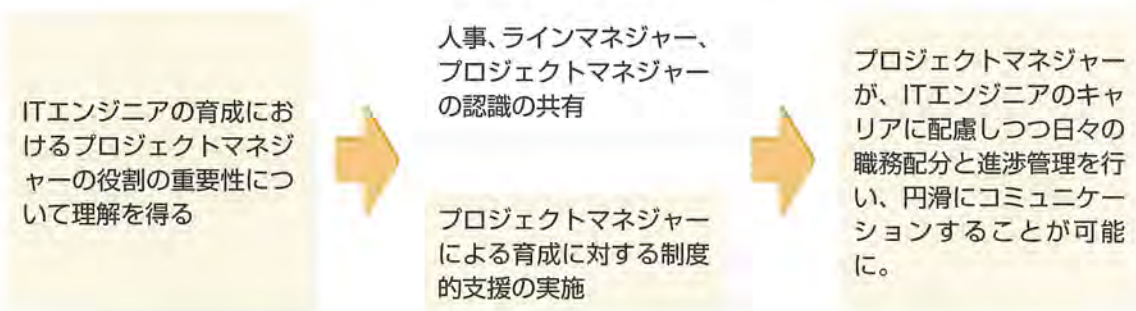 ITエンジニアの育成にお
けるプロジェクトマネジ
ャーの役割の重要性につ
いて理解を得る
人事、ラインマネジャー、
プロジェクトマネジャー
の認識の共有
プロジェクトマネジャー
による育成に対する制度
的支援の実施
プロジェクトマネジャー
が、ITエンジニアのキャ
リアに配慮しつつ日々の
職務配分と進捗管理を行
い、円滑にコミュニケー
ションすることが可能
に。